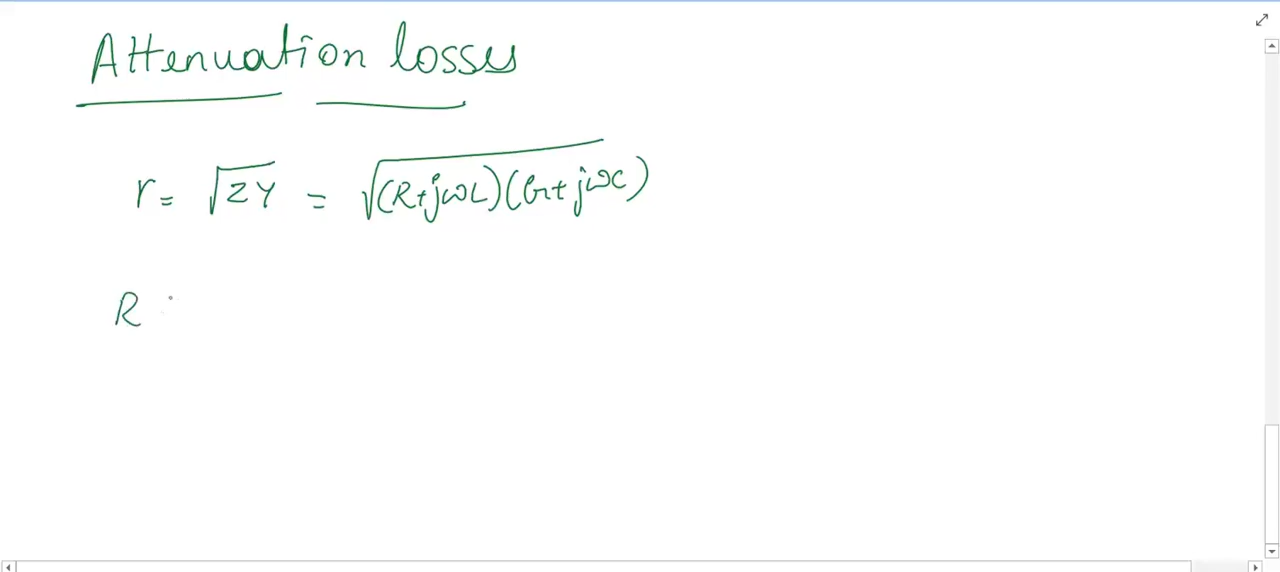 Attenuation losses
r = √ZY = √(R+jωL)(G+jωC)
R